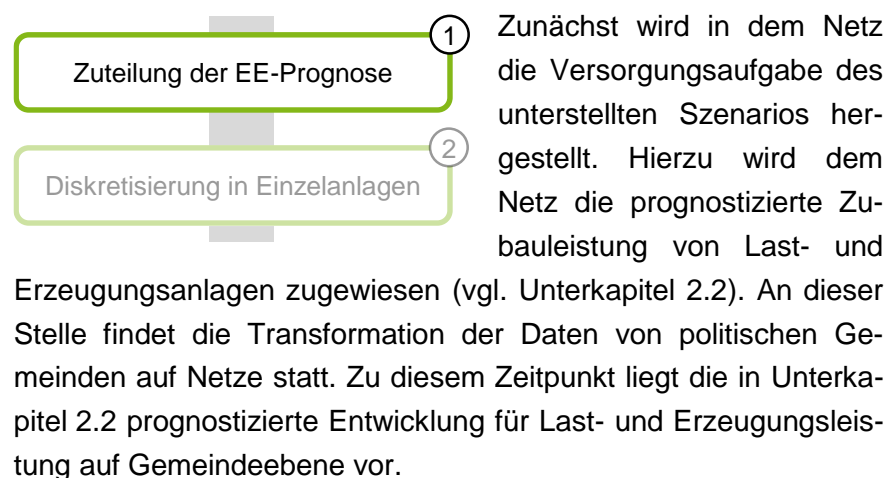 1
Zuteilung der EE-Prognose
2
Diskretisierung in Einzelanlagen
Zunächst wird in dem Netz
die Versorgungsaufgabe des
unterstellten Szenarios her-
gestellt. Hierzu wird dem
Netz die prognostizierte Zu-
bauleistung von Last- und
Erzeugungsanlagen zugewiesen (vgl. Unterkapitel 2.2). An dieser
Stelle findet die Transformation der Daten von politischen Ge-
meinden auf Netze statt. Zu diesem Zeitpunkt liegt die in Unterka-
pitel 2.2 prognostizierte Entwicklung für Last- und Erzeugungsleis-
tung auf Gemeindeebene vor.